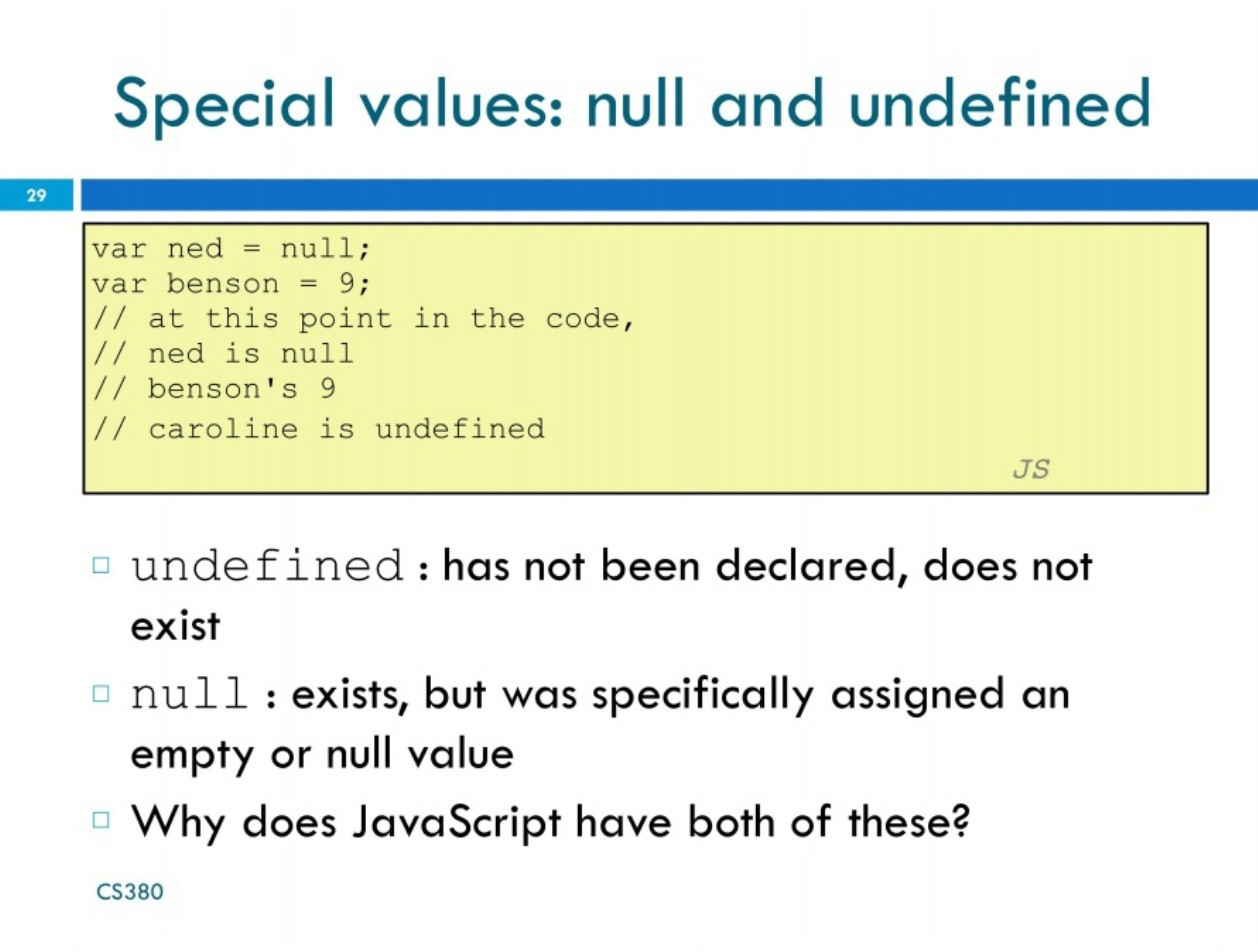 Special values: null and undefined
29
var ned = null;
var benson = 9;
// at this point in the code,
// ned is null
// benson's 9
// caroline is undefined
JS
undefined : has not been declared, does not
exist
null : exists, but was specifically assigned an
empty or null value
Why does JavaScript have both of these?
CS380